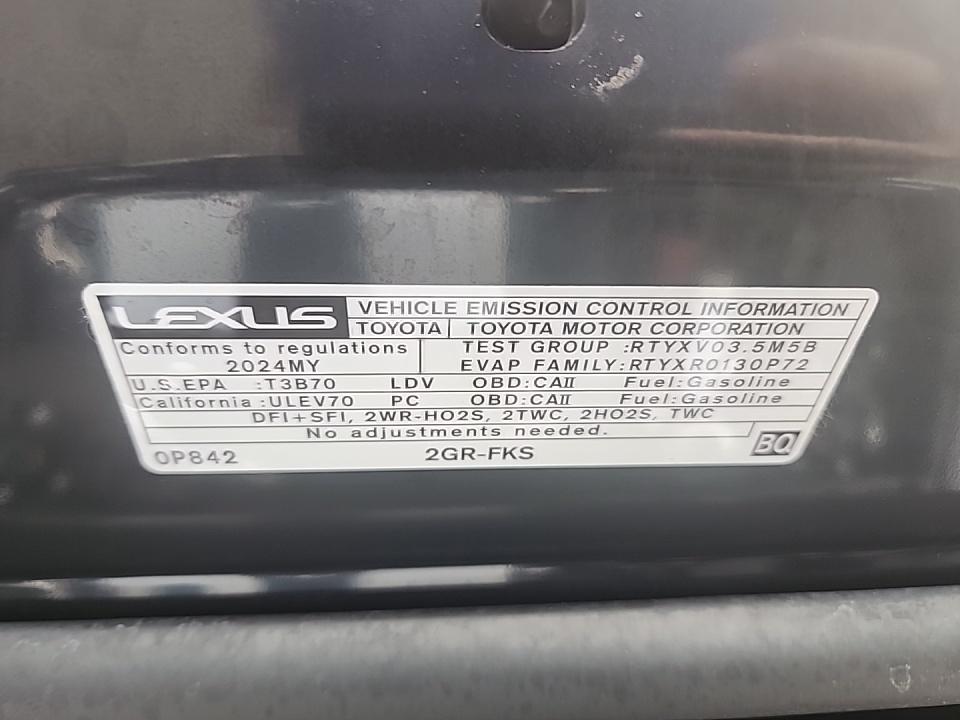 LEXUS VEHICLE EMISSION CONTROL INFORMATION
TOYOTA TOYOTA MOTOR CORPORATION
Conforms to regulations TEST GROUP :RTYXV03.5M5B
2024MY EVAP FAMILY:RTYXR0130P72
U.S.EPA :T3B70 LDV OBD:CAII Fuel:Gasoline
California :ULEV70 PC OBD:CAII Fuel:Gasoline
DFI+SFI, 2WR-HO2S, 2TWC, 2HO2S, TWC
No adjustments needed.
0P842 2GR-FKS BQ